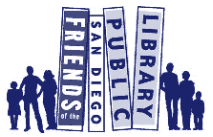 FRIENDS of the
SAN DIEGO
PUBLIC
LIBRARY